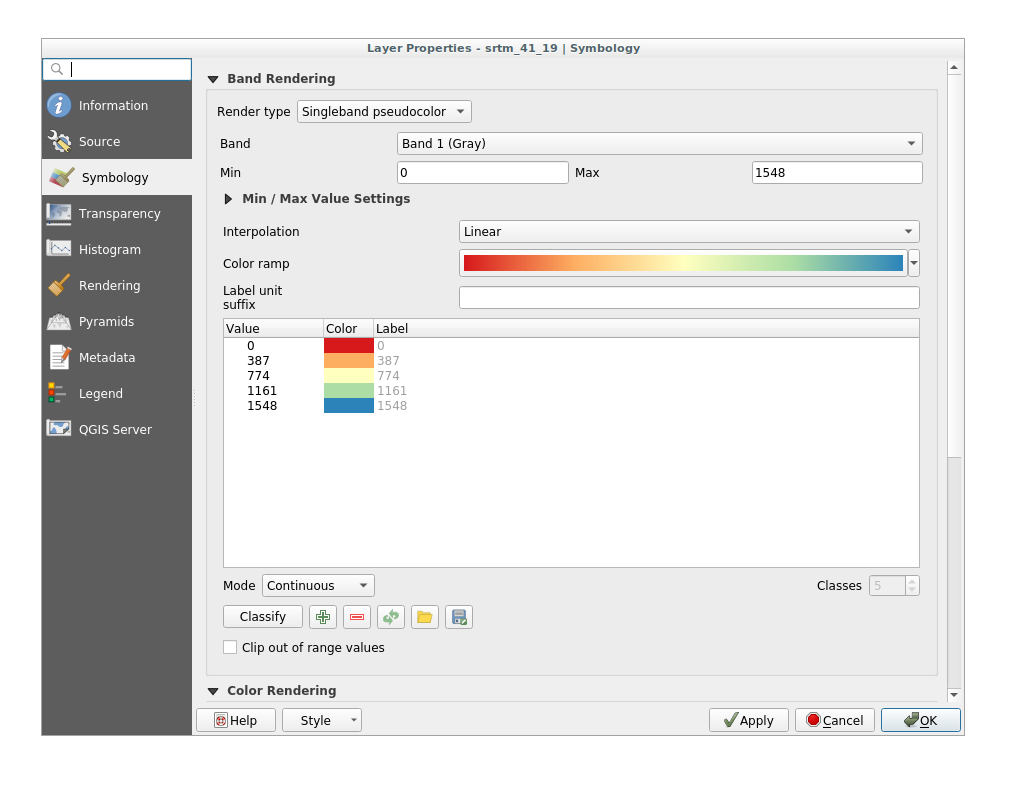 Layer Properties - srtm_41_19 | Symbology
Information
Source
Symbology
Transparency
Histogram
Rendering
Pyramids
Metadata
Legend
QGIS Server
Band Rendering
Render type Singleband pseudocolor
Band Band 1 (Gray)
Min 0 Max 1548
Min / Max Value Settings
Interpolation Linear
Color ramp
Label unit
suffix
Value Color Label
0 0
387 387
774 774
1161 1161
1548 1548
Mode Continuous Classes 5
Classify
Clip out of range values
Color Rendering
Help Style Apply Cancel OK